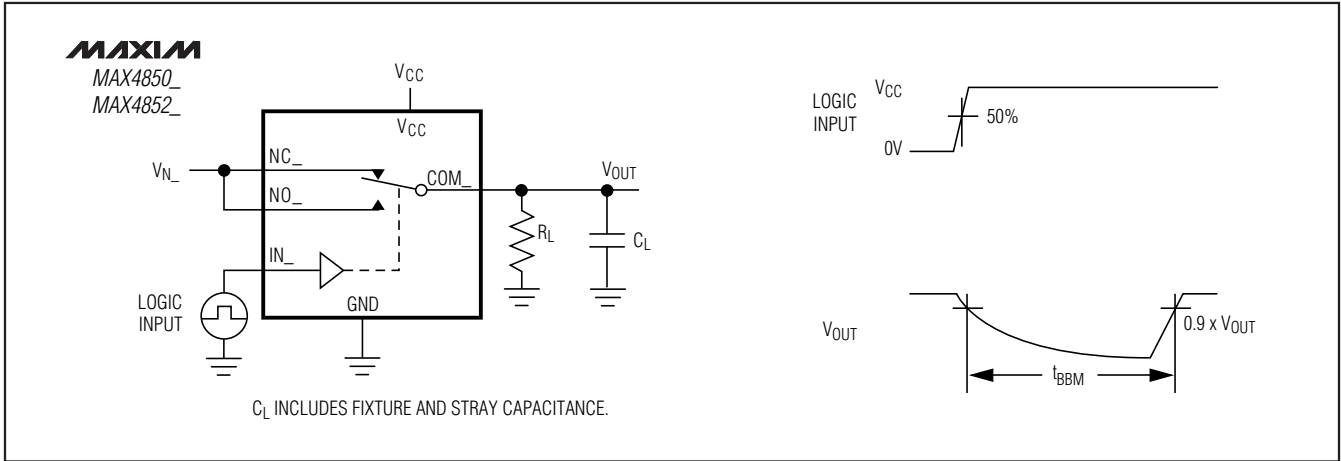 MAXIM
MAX4850_
MAX4852_
VCC
VCC
VN_
NC_
NO_
COM_
VOUT
RL
CL
IN_
LOGIC
INPUT
GND
CL INCLUDES FIXTURE AND STRAY CAPACITANCE.
LOGIC
INPUT
VCC
50%
0V
VOUT
0.9 x VOUT
tBBM